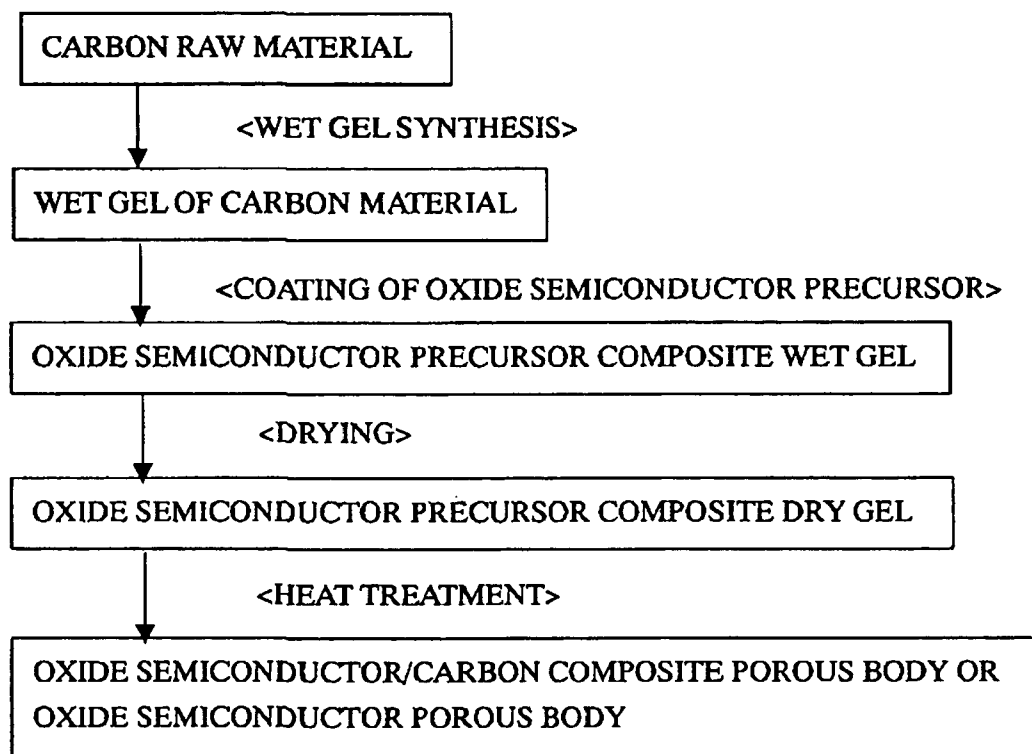 CARBON RAW MATERIAL
<WET GEL SYNTHESIS>
WET GEL OF CARBON MATERIAL
<COATING OF OXIDE SEMICONDUCTOR PRECURSOR>
OXIDE SEMICONDUCTOR PRECURSOR COMPOSITE WET GEL
<DRYING>
OXIDE SEMICONDUCTOR PRECURSOR COMPOSITE DRY GEL
<HEAT TREATMENT>
OXIDE SEMICONDUCTOR/CARBON COMPOSITE POROUS BODY OR
OXIDE SEMICONDUCTOR POROUS BODY